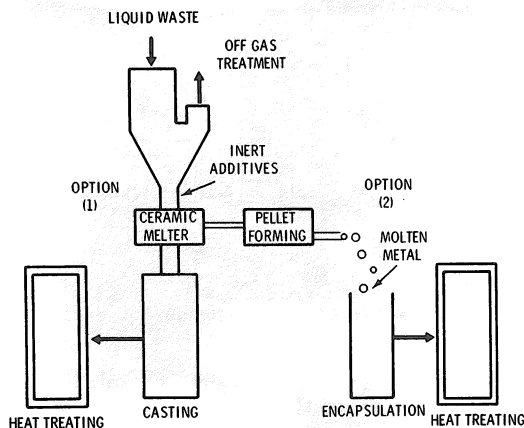 LIQUID WASTE
OFF GAS
TREATMENT
INERT
ADDITIVES
OPTION
(1)
OPTION
(2)
CERAMIC
MELTER
PELLET
FORMING
MOLTEN
METAL
HEAT TREATING
CASTING
ENCAPSULATION
HEAT TREATING